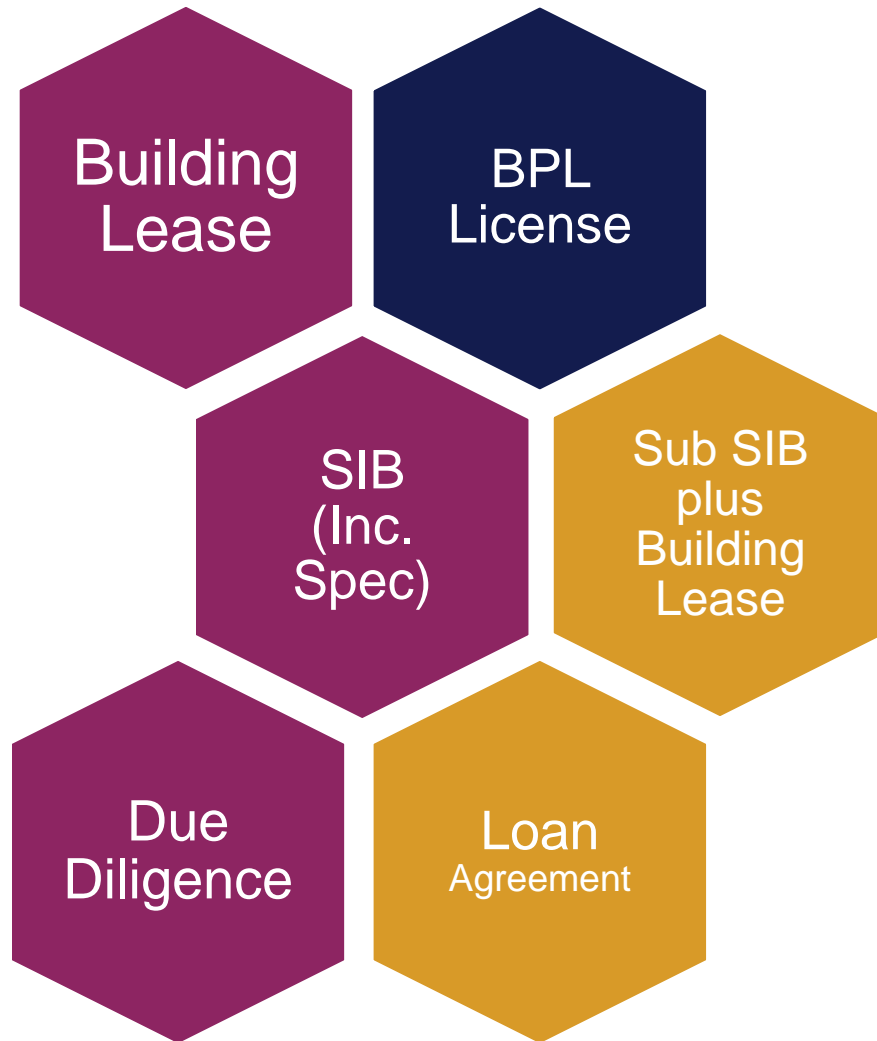 Building
Lease
BPL
License
SIB
(Inc.
Spec)
Sub SIB
plus
Building
Lease
Due
Diligence
Loan
Agreement